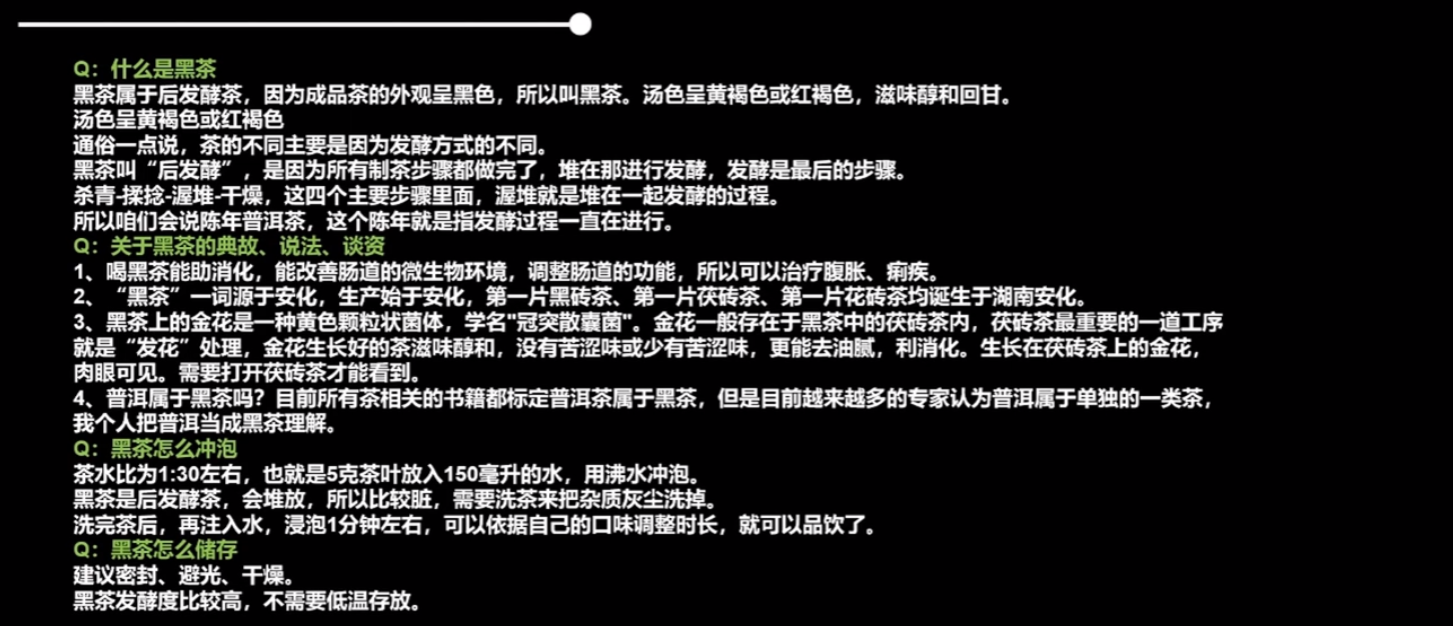 Q：什么是黑茶
黑茶属于后发酵茶，因为成品茶的外观呈黑色，所以叫黑茶。汤色呈黄褐色或红褐色，滋味醇和回甘。
汤色呈黄褐色或红褐色
通俗一点说，茶的不同主要是因为发酵方式的不同。
黑茶叫“后发酵”，是因为所有制茶步骤都做完了，堆在那进行发酵，发酵是最后的步骤。
杀青-揉捻-渥堆-干燥，这四个主要步骤里面，渥堆就是堆在一起发酵的过程。
所以咱们会说陈年普洱茶，这个陈年就是指发酵过程一直在进行。
Q：关于黑茶的典故、说法、谈资
1、喝黑茶能助消化，能改善肠道的微生物环境，调整肠道的功能，所以可以治疗腹胀、痢疾。
2、“黑茶”一词源于安化，生产始于安化，第一片黑砖茶、第一片茯砖茶、第一片花砖茶均诞生于湖南安化。
3、黑茶上的金花是一种黄色颗粒状菌体，学名"冠突散囊菌"。金花一般存在于黑茶中的茯砖茶内，茯砖茶最重要的一道工序
就是“发花”处理，金花生长好的茶滋味醇和，没有苦涩味或少有苦涩味，更能去油腻，利消化。生长在茯砖茶上的金花，
肉眼可见。需要打开茯砖茶才能看到。
4、普洱属于黑茶吗？目前所有茶相关的书籍都标定普洱茶属于黑茶，但是目前越来越多的专家认为普洱属于单独的一类茶，
我个人把普洱当成黑茶理解。
Q：黑茶怎么冲泡
茶水比为1:30左右，也就是5克茶叶放入150毫升的水，用沸水冲泡。
黑茶是后发酵茶，会堆放，所以比较脏，需要洗茶来把杂质灰尘洗掉。
洗完茶后，再注入水，浸泡1分钟左右，可以依据自己的口味调整时长，就可以品饮了。
Q：黑茶怎么储存
建议密封、避光、干燥。
黑茶发酵度比较高，不需要低温存放。